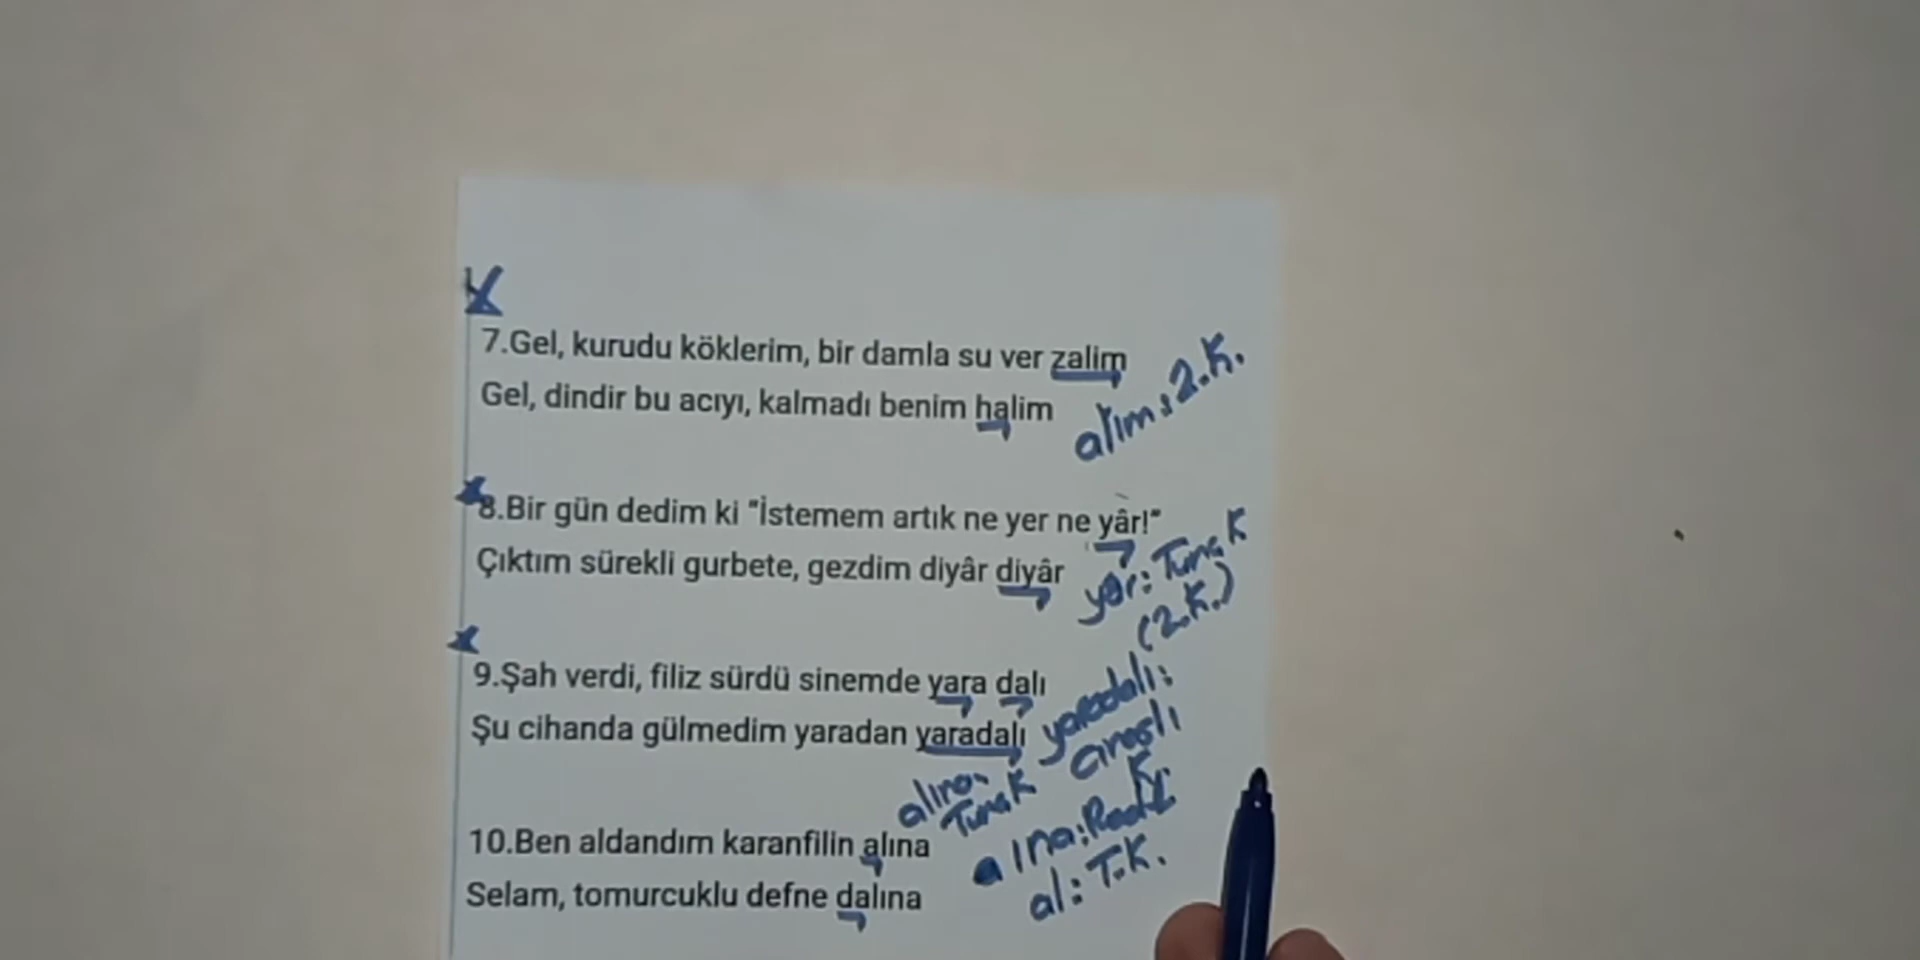 7.Gel, kurudu köklerim, bir damla su ver zalim
Gel, dindir bu acıyı, kalmadı benim halim
alim: Z.K.
8.Bir gün dedim ki "İstemem artık ne yer ne yâr!"
Çıktım sürekli gurbete, gezdim diyâr diyâr
yâr: Tunç K
(Z.K.)
9.Şah verdi, filiz sürdü sinemde yara dalı
Şu cihanda gülmedim yaradan yaradalı
yaradalı:
cinaslı
K.
alına:
Tunç K
10.Ben aldandım karanfilin alına
Selam, tomurcuklu defne dalına
ına: Redif
al: T.K.